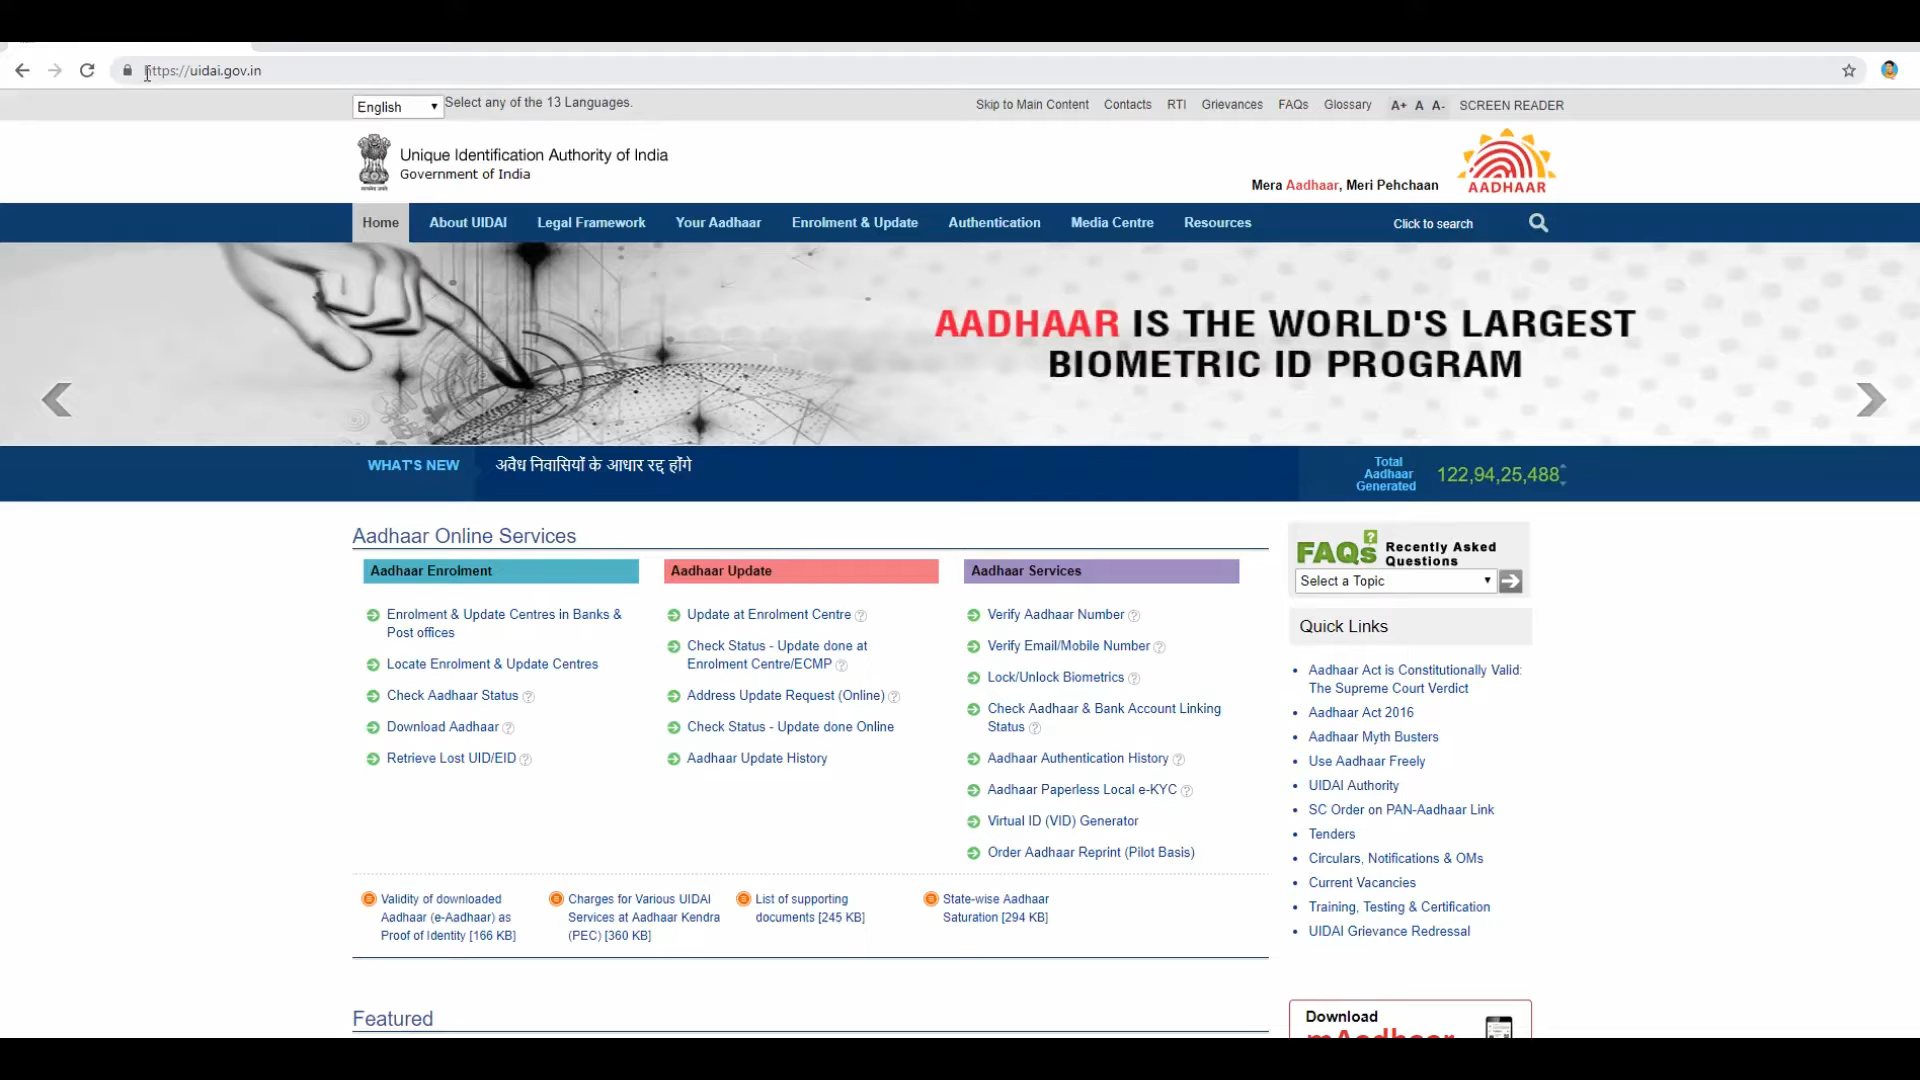 https://uidai.gov.in
English
Select any of the 13 Languages.
Skip to Main Content Contacts RTI Grievances FAQs Glossary A+ A A- SCREEN READER
Unique Identification Authority of India
Government of India
Mera Aadhaar, Meri Pehchaan
AADHAAR
Home About UIDAI Legal Framework Your Aadhaar Enrolment & Update Authentication Media Centre Resources Click to search
AADHAAR IS THE WORLD'S LARGEST
BIOMETRIC ID PROGRAM
WHAT'S NEW
अवैध निवासियों के आधार रद्द होंगे
Total
Aadhaar
Generated
122,94,25,488
Aadhaar Online Services
Aadhaar Enrolment
Enrolment & Update Centres in Banks &
Post offices
Locate Enrolment & Update Centres
Check Aadhaar Status
Download Aadhaar
Retrieve Lost UID/EID
Aadhaar Update
Update at Enrolment Centre
Check Status - Update done at
Enrolment Centre/ECMP
Address Update Request (Online)
Check Status - Update done Online
Aadhaar Update History
Aadhaar Services
Verify Aadhaar Number
Verify Email/Mobile Number
Lock/Unlock Biometrics
Check Aadhaar & Bank Account Linking
Status
Aadhaar Authentication History
Aadhaar Paperless Local e-KYC
Virtual ID (VID) Generator
Order Aadhaar Reprint (Pilot Basis)
Validity of downloaded
Aadhaar (e-Aadhaar) as
Proof of Identity [166 KB]
Charges for Various UIDAI
Services at Aadhaar Kendra
(PEC) [360 KB]
List of supporting
documents [245 KB]
State-wise Aadhaar
Saturation [294 KB]
Featured
FAQs ? Recently Asked
Questions
Select a Topic
Quick Links
Aadhaar Act is Constitutionally Valid:
The Supreme Court Verdict
Aadhaar Act 2016
Aadhaar Myth Busters
Use Aadhaar Freely
UIDAI Authority
SC Order on PAN-Aadhaar Link
Tenders
Circulars, Notifications & OMs
Current Vacancies
Training, Testing & Certification
UIDAI Grievance Redressal
Download
mAadhaar